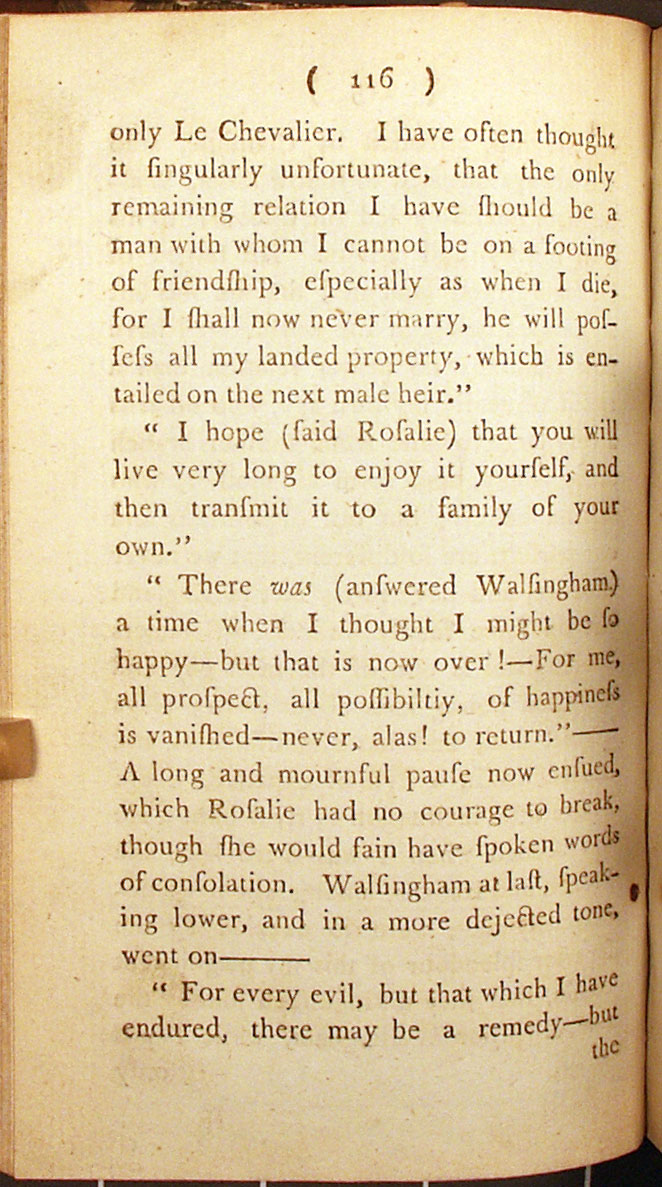 ( 116 )
only Le Chevalier. I have often thought
it ſingularly unfortunate, that the only
remaining relation I have ſhould be a
man with whom I cannot be on a footing
of friendſhip, eſpecially as when I die,
for I ſhall now never marry, he will poſ-
ſeſs all my landed property, which is en-
tailed on the next male heir.”
“ I hope (ſaid Roſalie) that you will
live very long to enjoy it yourſelf, and
then tranſmit it to a family of your
own.”
“ There was (anſwered Walſingham)
a time when I thought I might be ſo
happy—but that is now over !—For me,
all proſpect, all poſſibiltiy, of happineſs
is vaniſhed—never, alas! to return.”——
A long and mournful pauſe now enſued,
which Roſalie had no courage to break,
though ſhe would fain have ſpoken words
of conſolation. Walſingham at laſt, ſpeak-
ing lower, and in a more dejected tone,
went on———
“ For every evil, but that which I have
endured, there may be a remedy—but
the